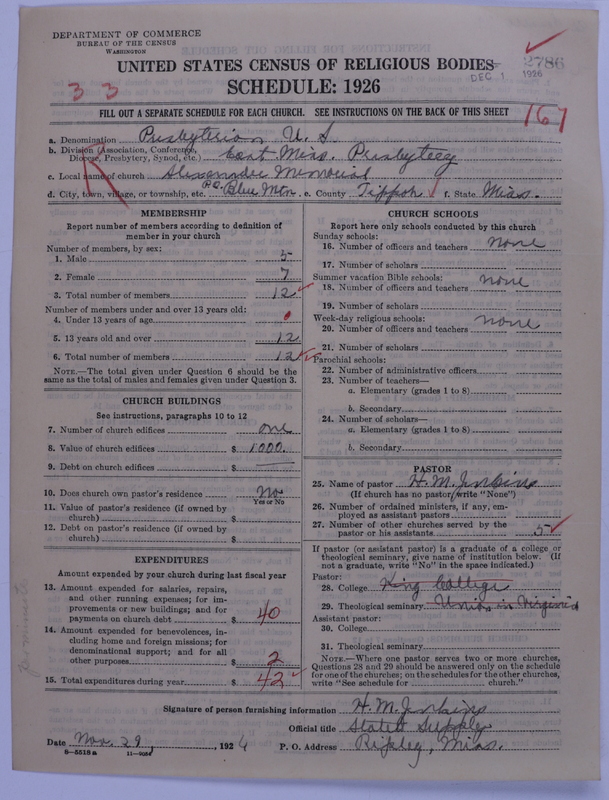 DEPARTMENT OF COMMERCE
BUREAU OF THE CENSUS
WASHINGTON
UNITED STATES CENSUS OF RELIGIOUS BODIES
DEC 1 1926
2786
SCHEDULE: 1926
3 3
FILL OUT A SEPARATE SCHEDULE FOR EACH CHURCH. SEE INSTRUCTIONS ON THE BACK OF THIS SHEET
167
a. Denomination Presbyterian U. S.
b. Division (Association, Conference, Diocese, Presbytery, Synod, etc.) East Miss. Presbytery
c. Local name of church Alexander Memorial
d. City, town, village, or township, etc. P.O. Blue Mtn. e. County Tippah f. State Miss.
MEMBERSHIP
Report number of members according to definition of
member in your church
Number of members, by sex:
1. Male 5
2. Female 7
3. Total number of members 12
Number of members under and over 13 years old:
4. Under 13 years of age 0
5. 13 years old and over 12
6. Total number of members 12
NOTE.—The total given under Question 6 should be the
same as the total of males and females given under Question 3.
CHURCH BUILDINGS
See instructions, paragraphs 10 to 12
7. Number of church edifices one
8. Value of church edifices $ 1000.
9. Debt on church edifices $
10. Does church own pastor's residence No
Yes or No
11. Value of pastor's residence (if owned by
church) $
12. Debt on pastor's residence (if owned by
church) $
EXPENDITURES
Amount expended by your church during last fiscal year
13. Amount expended for salaries, repairs,
and other running expenses; for im-
provements or new buildings; and for
payments on church debt $ 40
14. Amount expended for benevolences, in-
cluding home and foreign missions; for
denominational support; and for all
other purposes $ 2
15. Total expenditures during year $ 42
CHURCH SCHOOLS
Report here only schools conducted by this church
Sunday schools:
16. Number of officers and teachers none
17. Number of scholars
Summer vacation Bible schools:
18. Number of officers and teachers none
19. Number of scholars
Week-day religious schools:
20. Number of officers and teachers none
21. Number of scholars
Parochial schools:
22. Number of administrative officers
23. Number of teachers—
a. Elementary (grades 1 to 8)
b. Secondary
24. Number of scholars—
a. Elementary (grades 1 to 8)
b. Secondary
PASTOR
25. Name of pastor H. M. Jenkins
(If church has no pastor, write "None")
26. Number of ordained ministers, if any, em-
ployed as assistant pastors
27. Number of other churches served by the
pastor or his assistants 5
If pastor (or assistant pastor) is a graduate of a college or
theological seminary, give name of institution below. (If
not a graduate, write "No" in the space indicated.)
Pastor:
28. College King College
29. Theological seminary Union in Virginia
Assistant pastor:
30. College
31. Theological seminary
NOTE.—Where one pastor serves two or more churches,
Questions 28 and 29 should be answered only on the schedule
for one of the churches; on the schedules for the other churches,
write "See schedule for church."
Signature of person furnishing information H. M. Jenkins
Official title Stated Supply
Date Nov. 29, 1926 P. O. Address Ripley, Miss.
8-5518a